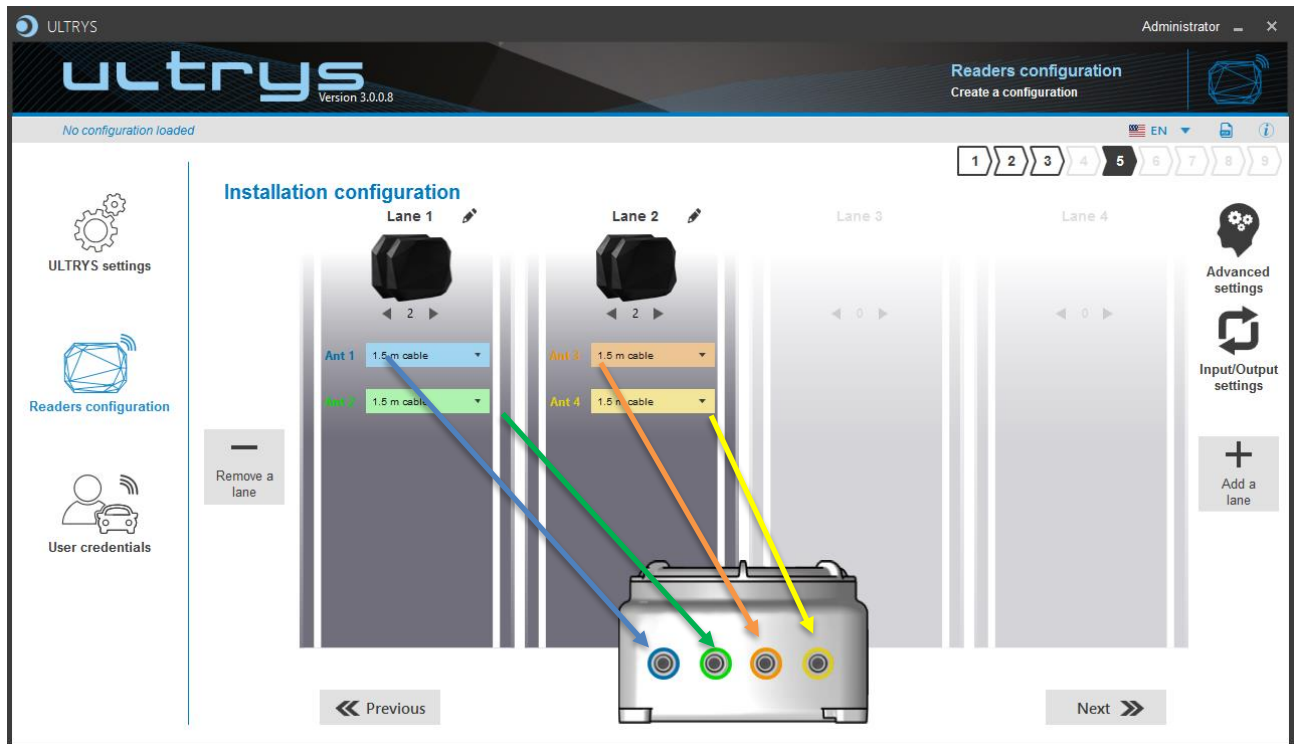 ULTRYS
Administrator
ultrys
Version 3.0.0.8
Readers configuration
Create a configuration
No configuration loaded
EN
1 2 3 4 5 6 7 8 9
Installation configuration
Lane 1
Lane 2
Lane 3
Lane 4
2
2
0
0
Ant 1 1.5 m cable
Ant 3 1.5 m cable
Ant 2 1.5 m cable
Ant 4 1.5 m cable
ULTRYS settings
Readers configuration
User credentials
Remove a
lane
Advanced
settings
Input/Output
settings
Add a
lane
Previous
Next